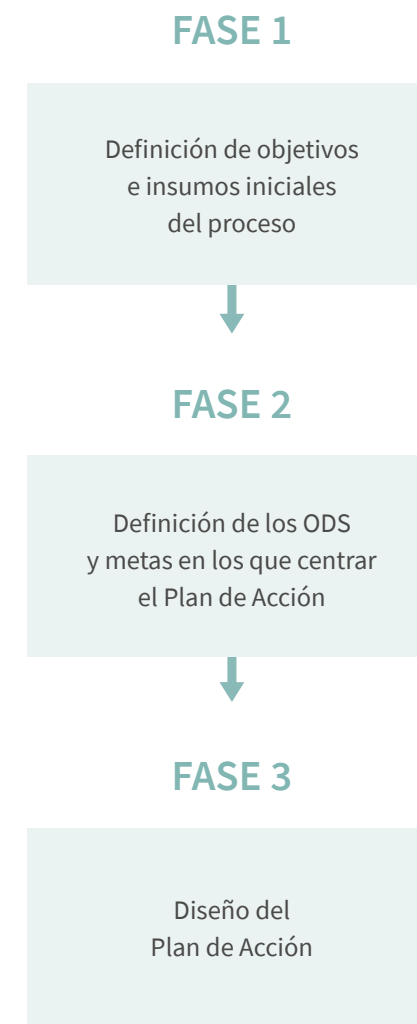 FASE 1
Definición de objetivos
e insumos iniciales
del proceso
FASE 2
Definición de los ODS
y metas en los que centrar
el Plan de Acción
FASE 3
Diseño del
Plan de Acción